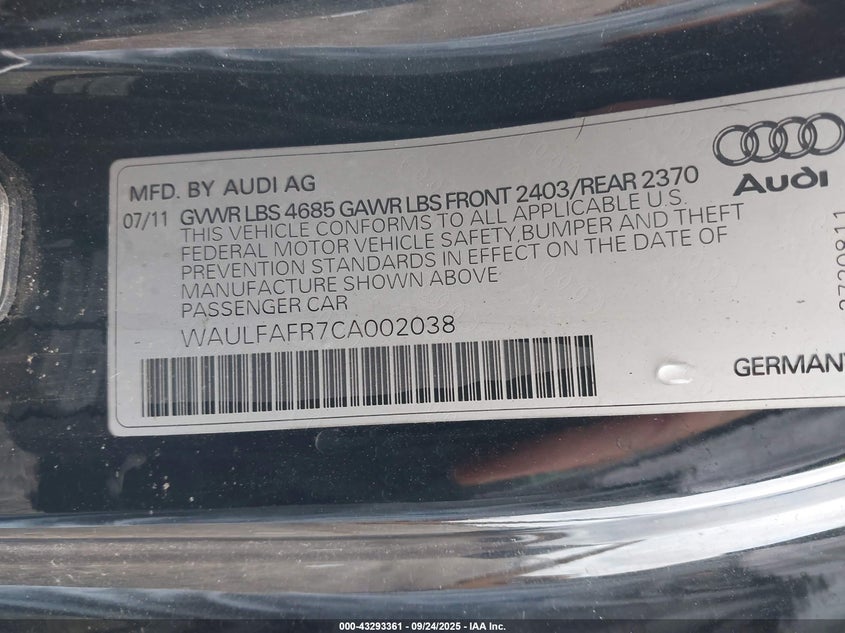 Audi
MFD. BY AUDI AG
07/11 GVWR LBS 4685 GAWR LBS FRONT 2403/REAR 2370
THIS VEHICLE CONFORMS TO ALL APPLICABLE U.S.
FEDERAL MOTOR VEHICLE SAFETY,BUMPER AND THEFT
PREVENTION STANDARDS IN EFFECT ON THE DATE OF
MANUFACTURE SHOWN ABOVE
PASSENGER CAR
WAULFAFR7CA002038
GERMANY
000-43293361 - 09/24/2025 - IAA Inc.